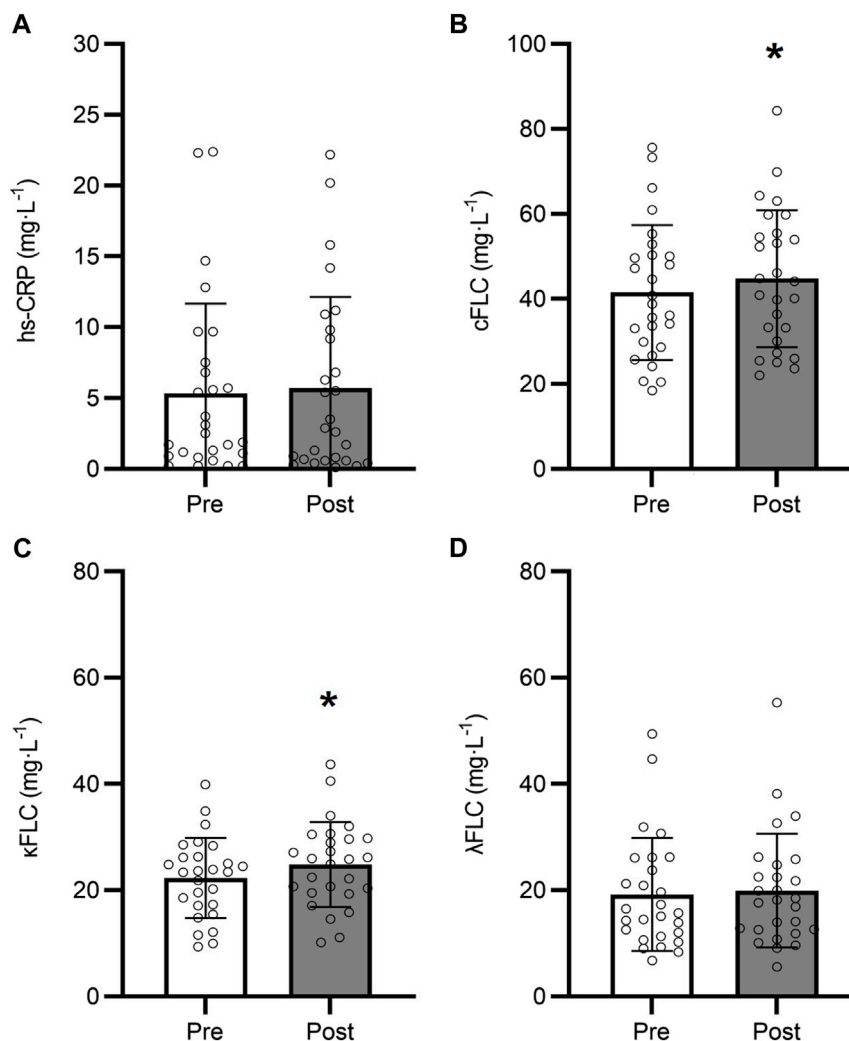 A
hs-CRP (mg·L⁻¹)
30
25
20
15
10
5
0
Pre Post
B
*
cFLC (mg·L⁻¹)
100
80
60
40
20
0
Pre Post
C
*
κFLC (mg·L⁻¹)
80
60
40
20
0
Pre Post
D
λFLC (mg·L⁻¹)
80
60
40
20
0
Pre Post